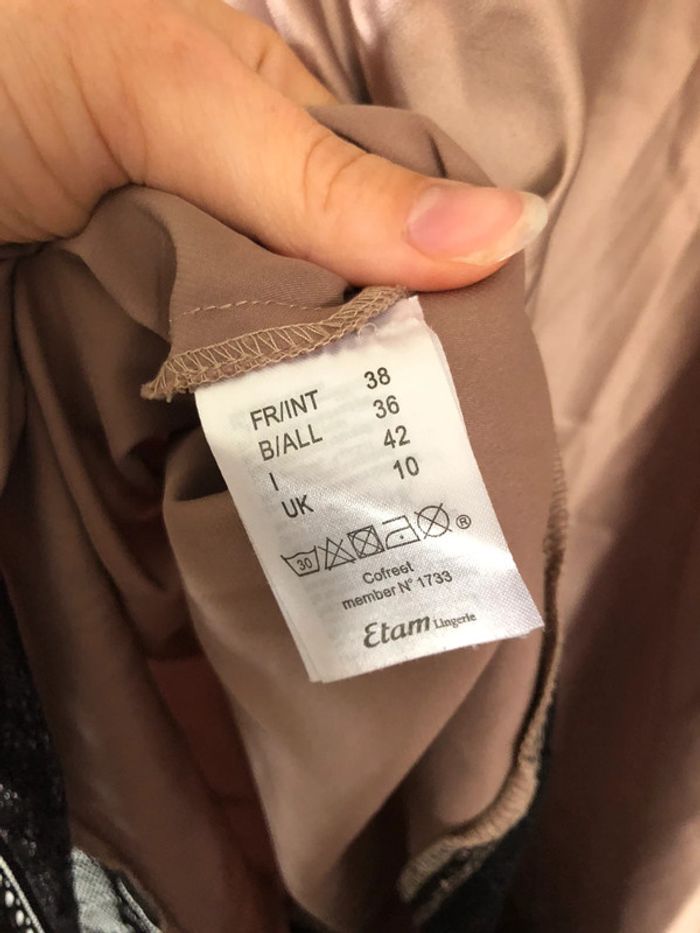 FR/INT 38
B/ALL 36
I 42
UK 10
30 ®
Cofreet
member N° 1733
Etam Lingerie